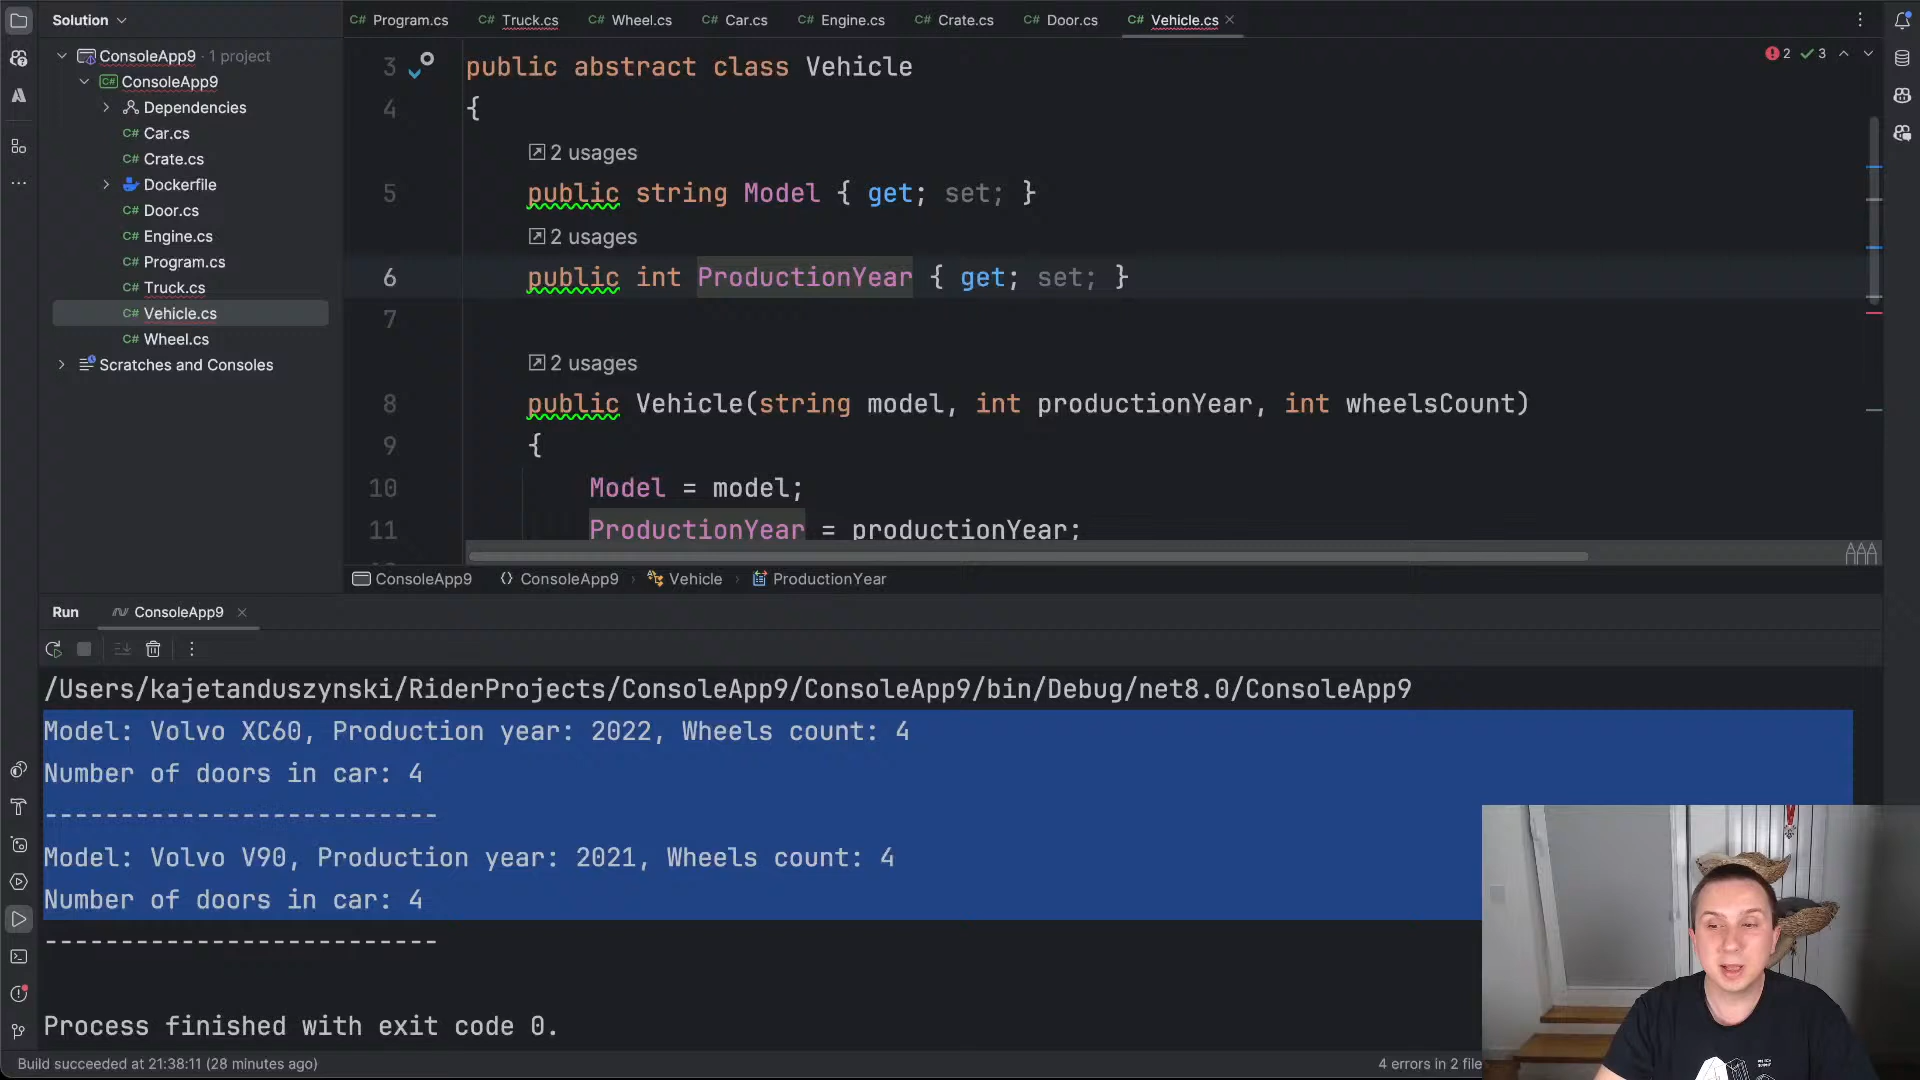 Solution
Program.cs
Truck.cs
Wheel.cs
Car.cs
Engine.cs
Crate.cs
Door.cs
Vehicle.cs
ConsoleApp9 · 1 project
ConsoleApp9
Dependencies
C# Car.cs
C# Crate.cs
Dockerfile
C# Door.cs
C# Engine.cs
C# Program.cs
C# Truck.cs
C# Vehicle.cs
C# Wheel.cs
Scratches and Consoles
2 3
3 public abstract class Vehicle
4 {
2 usages
5 public string Model { get; set; }
2 usages
6 public int ProductionYear { get; set; }
7
2 usages
8 public Vehicle(string model, int productionYear, int wheelsCount)
9 {
10 Model = model;
11 ProductionYear = productionYear;
ConsoleApp9 ConsoleApp9 › Vehicle › ProductionYear
Run ConsoleApp9
/Users/kajetanduszynski/RiderProjects/ConsoleApp9/ConsoleApp9/bin/Debug/net8.0/ConsoleApp9
Model: Volvo XC60, Production year: 2022, Wheels count: 4
Number of doors in car: 4
--------------------------
Model: Volvo V90, Production year: 2021, Wheels count: 4
Number of doors in car: 4
--------------------------
Process finished with exit code 0.
Build succeeded at 21:38:11 (28 minutes ago)
4 errors in 2 file